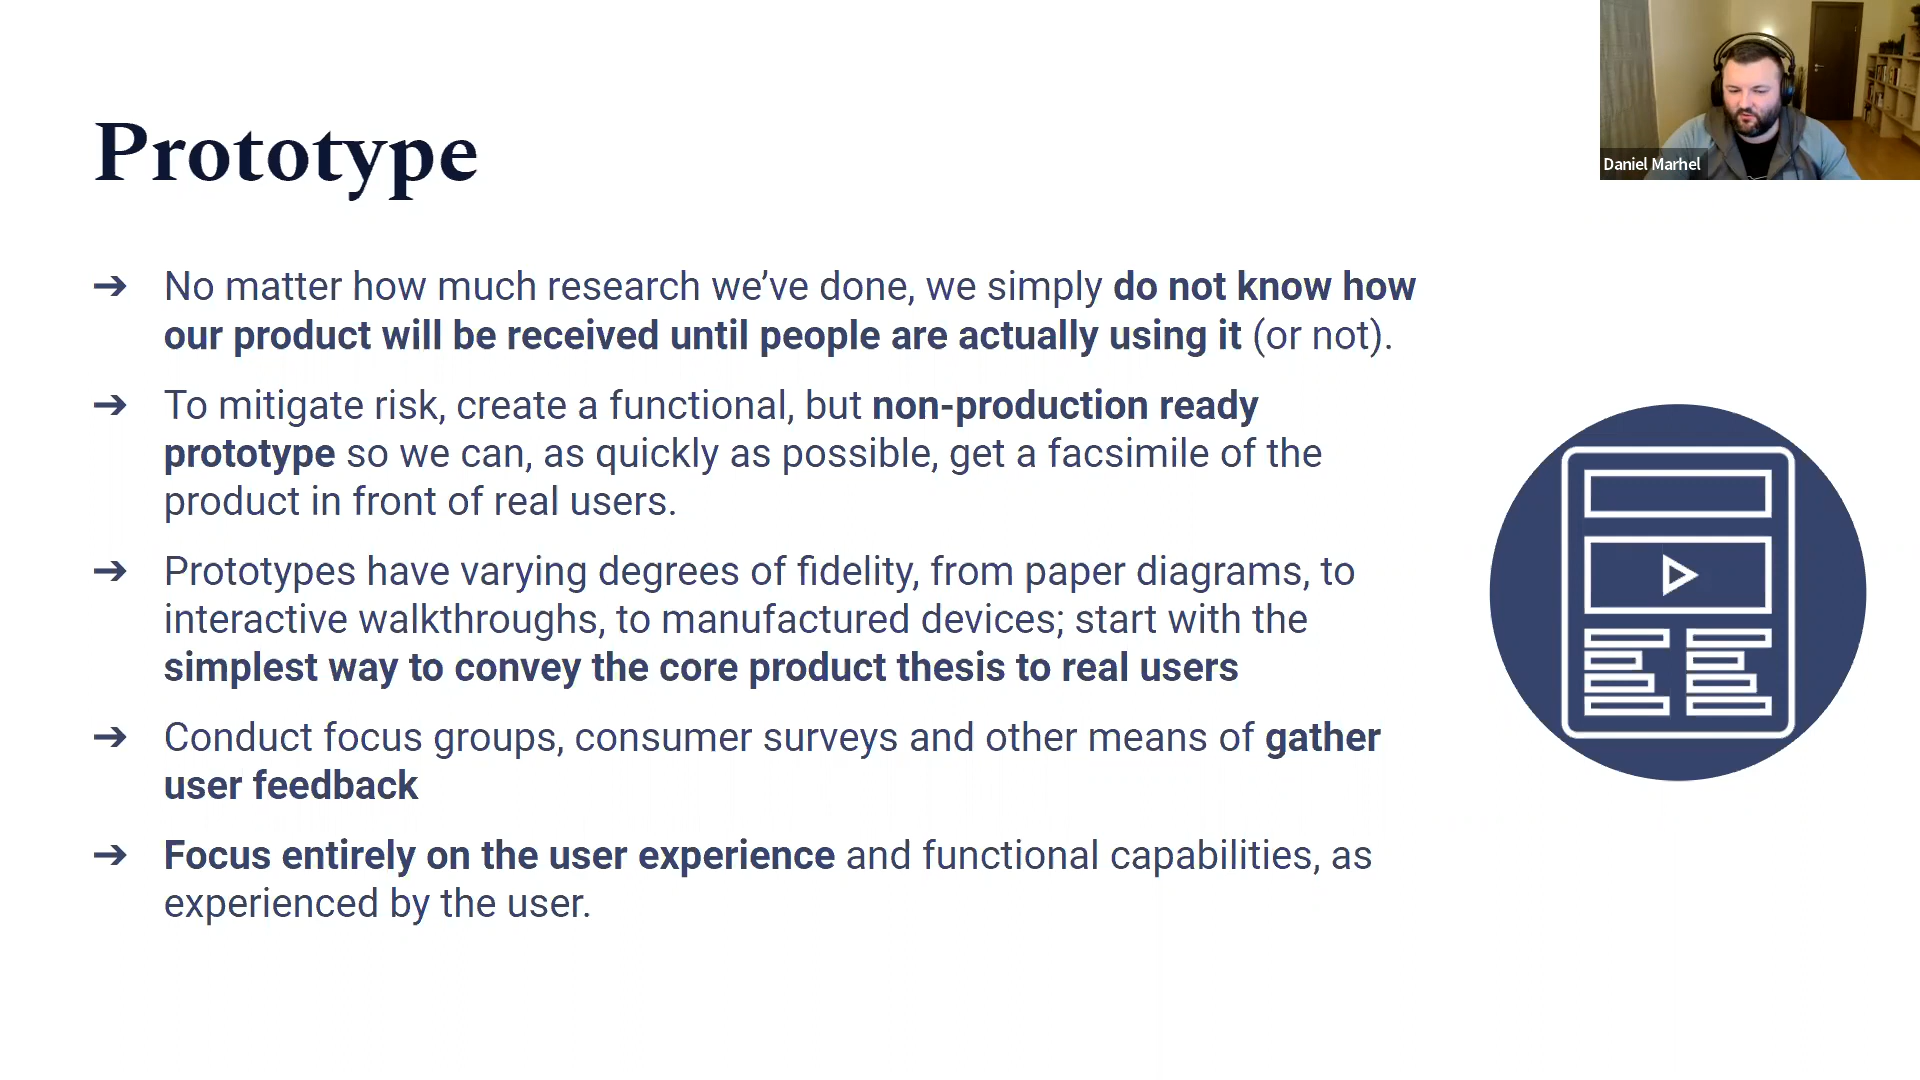 Prototype
Daniel Marhel
➔ No matter how much research we’ve done, we simply do not know how
our product will be received until people are actually using it (or not).
➔ To mitigate risk, create a functional, but non-production ready
prototype so we can, as quickly as possible, get a facsimile of the
product in front of real users.
➔ Prototypes have varying degrees of fidelity, from paper diagrams, to
interactive walkthroughs, to manufactured devices; start with the
simplest way to convey the core product thesis to real users
➔ Conduct focus groups, consumer surveys and other means of gather
user feedback
➔ Focus entirely on the user experience and functional capabilities, as
experienced by the user.